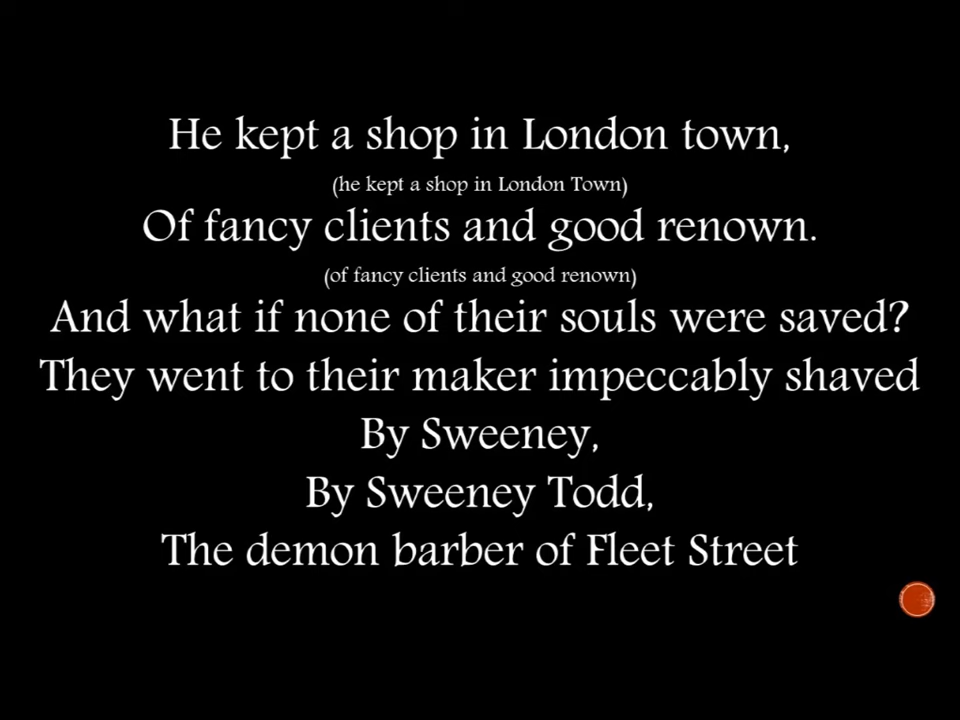 He kept a shop in London town,
(he kept a shop in London Town)
Of fancy clients and good renown.
(of fancy clients and good renown)
And what if none of their souls were saved?
They went to their maker impeccably shaved
By Sweeney,
By Sweeney Todd,
The demon barber of Fleet Street